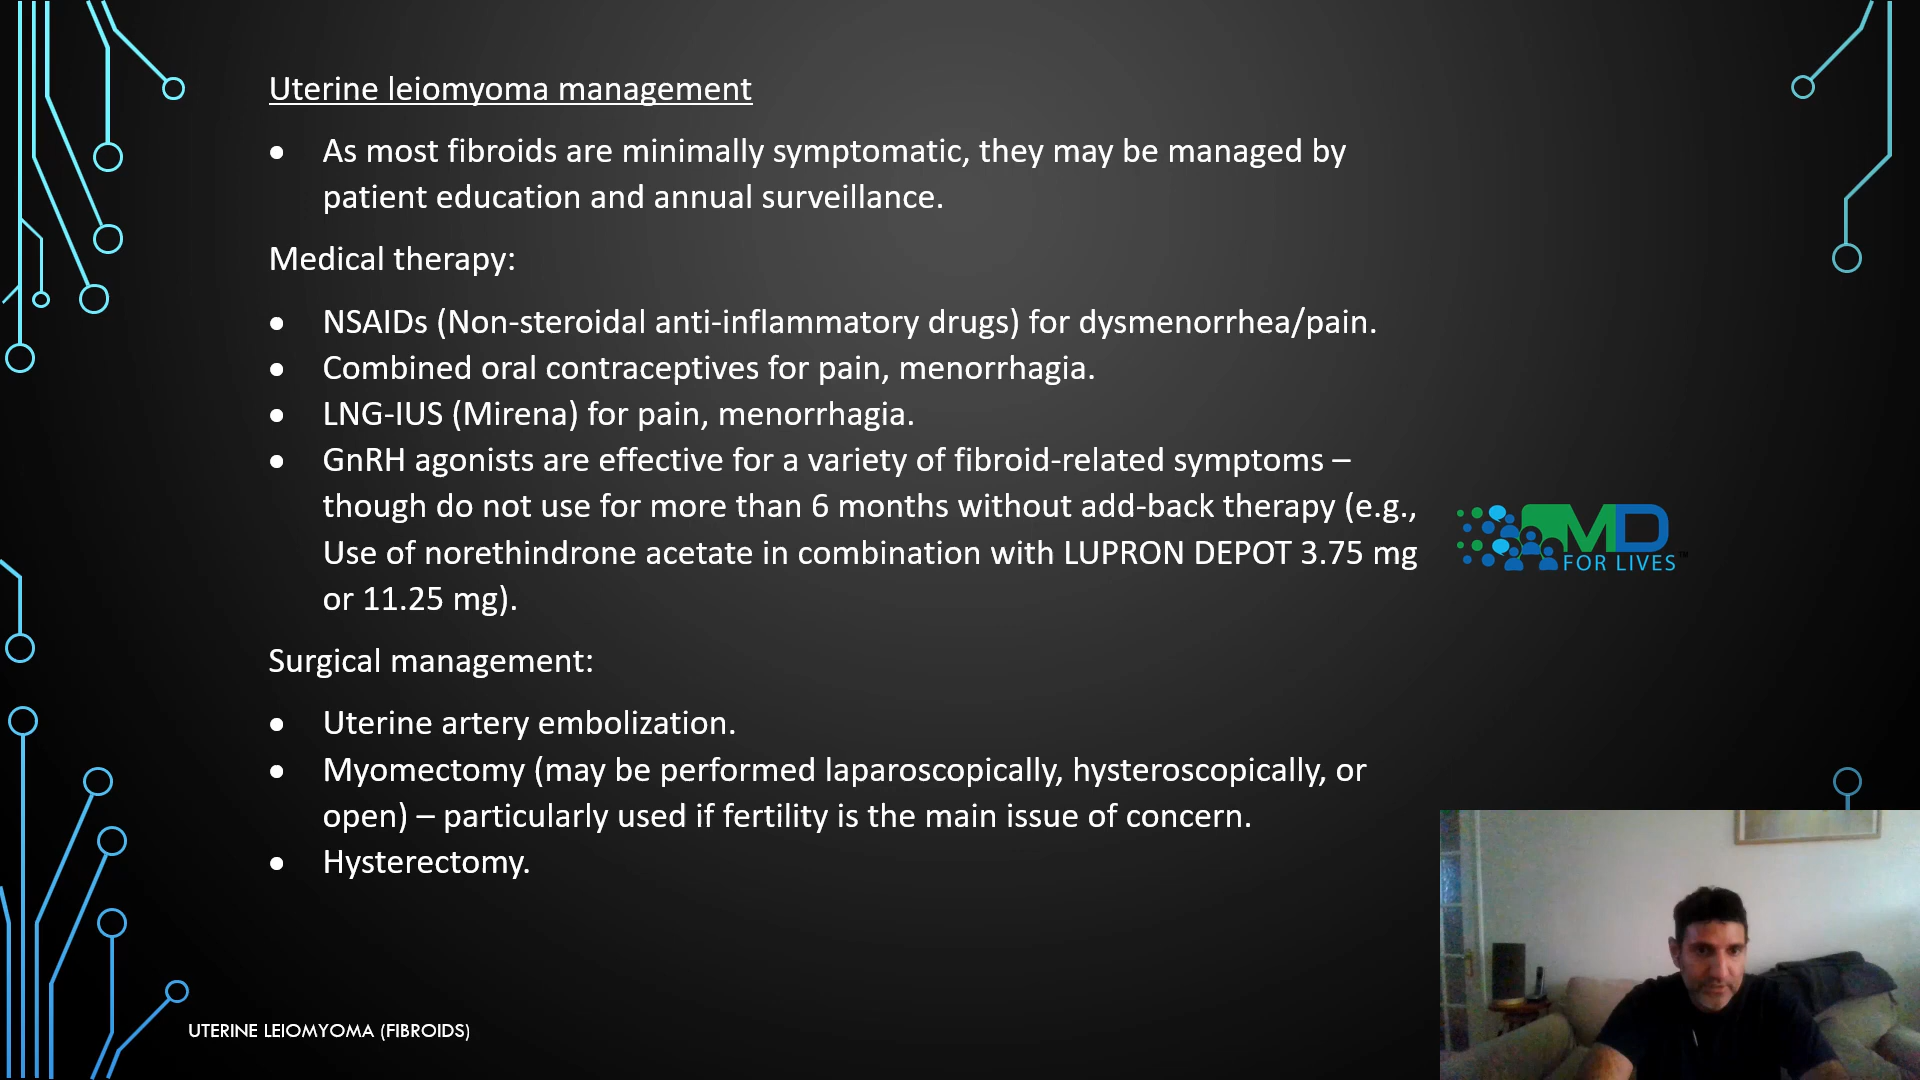 Uterine leiomyoma management
● As most fibroids are minimally symptomatic, they may be managed by
patient education and annual surveillance.
Medical therapy:
● NSAIDs (Non-steroidal anti-inflammatory drugs) for dysmenorrhea/pain.
● Combined oral contraceptives for pain, menorrhagia.
● LNG-IUS (Mirena) for pain, menorrhagia.
● GnRH agonists are effective for a variety of fibroid-related symptoms –
though do not use for more than 6 months without add-back therapy (e.g.,
Use of norethindrone acetate in combination with LUPRON DEPOT 3.75 mg
or 11.25 mg).
Surgical management:
● Uterine artery embolization.
● Myomectomy (may be performed laparoscopically, hysteroscopically, or
open) – particularly used if fertility is the main issue of concern.
● Hysterectomy.
MD
FOR LIVES™
UTERINE LEIOMYOMA (FIBROIDS)